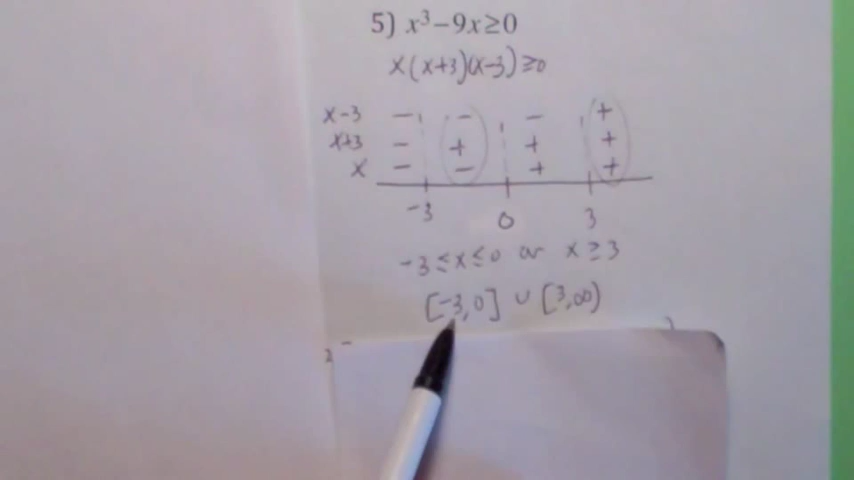 5) x³−9x≥0
x(x+3)(x-3)≥0
x-3 − − − +
x+3 − + + +
x − − + +
-3 0 3
-3≤x≤0 or x≥3
[-3,0] ∪ [3,∞)